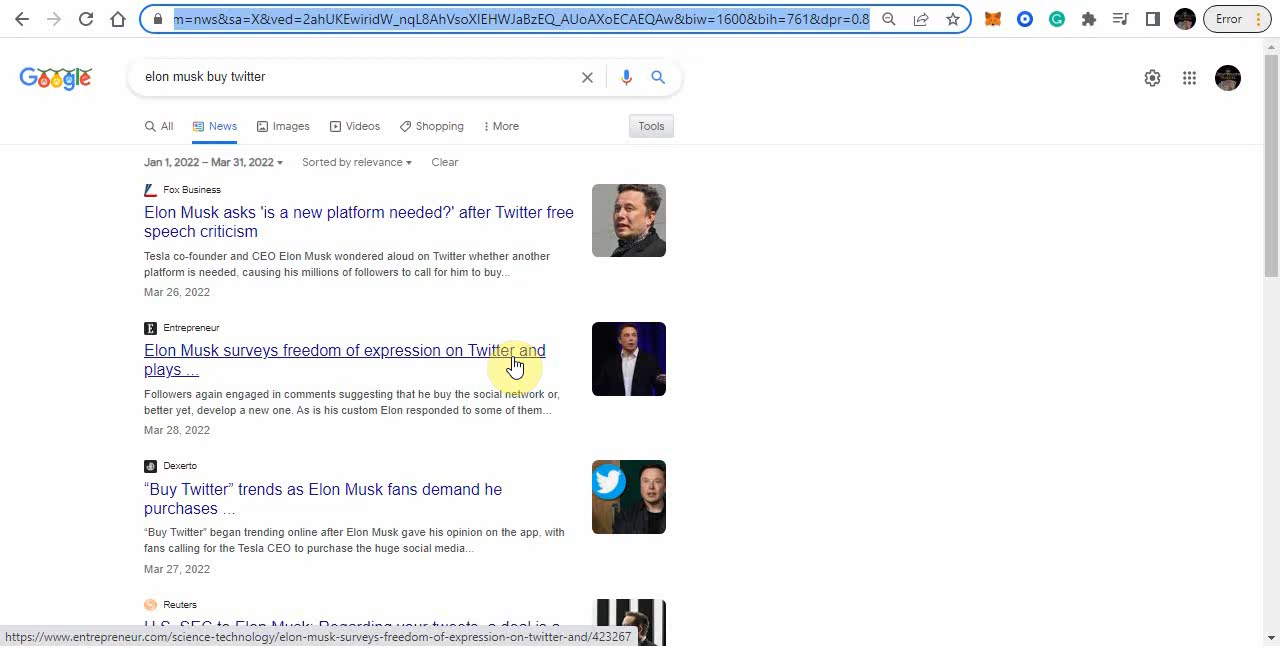 m=nws&sa=X&ved=2ahUKEwiridW_nqL8AhVsoXIEHWJaBzEQ_AUoAXoECAEQAw&biw=1600&bih=761&dpr=0.8
Error
Google
elon musk buy twitter
All News Images Videos Shopping More Tools
Jan 1, 2022 – Mar 31, 2022 Sorted by relevance Clear
Fox Business
Elon Musk asks 'is a new platform needed?' after Twitter free
speech criticism
Tesla co-founder and CEO Elon Musk wondered aloud on Twitter whether another
platform is needed, causing his millions of followers to call for him to buy...
Mar 26, 2022
Entrepreneur
Elon Musk surveys freedom of expression on Twitter and
plays ...
Followers again engaged in comments suggesting that he buy the social network or,
better yet, develop a new one. As is his custom Elon responded to some of them...
Mar 28, 2022
Dexerto
“Buy Twitter” trends as Elon Musk fans demand he
purchases ...
“Buy Twitter” began trending online after Elon Musk gave his opinion on the app, with
fans calling for the Tesla CEO to purchase the huge social media...
Mar 27, 2022
Reuters
U.S. SEC to Elon Musk: Regarding your tweets, a deal is a
https://www.entrepreneur.com/science-technology/elon-musk-surveys-freedom-of-expression-on-twitter-and/423267